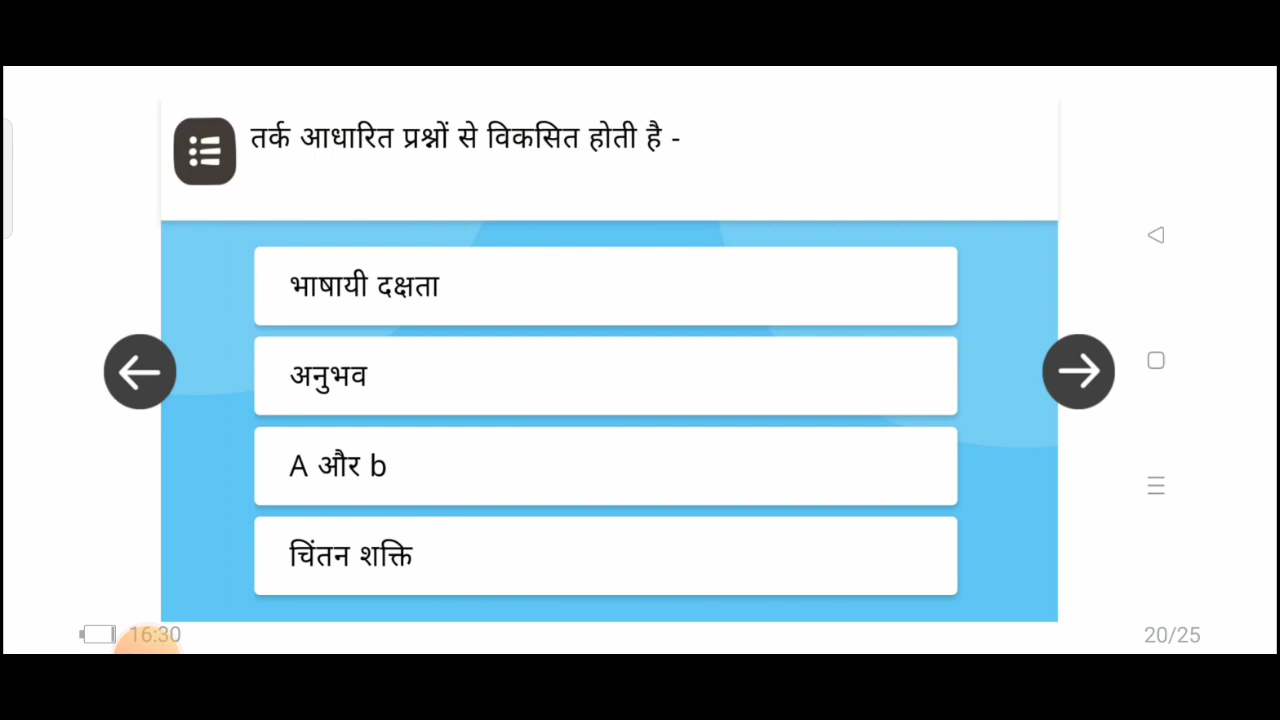 तर्क आधारित प्रश्नों से विकसित होती है -
भाषायी दक्षता
अनुभव
A और b
चिंतन शक्ति
16:30
20/25